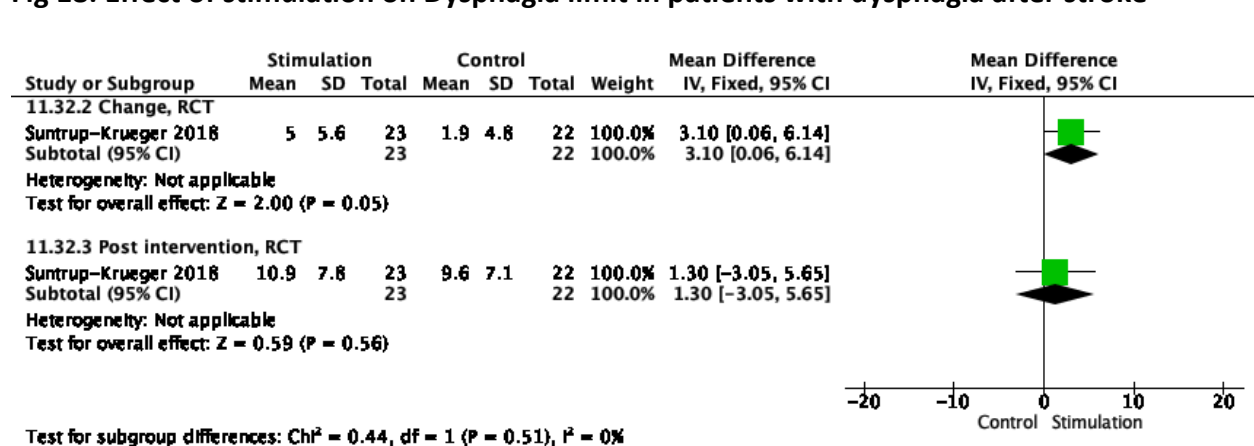 Fig 28. Effect of stimulation on Dysphagia limit in patients with dysphagia after stroke
Stimulation Control Mean Difference Mean Difference
Study or Subgroup Mean SD Total Mean SD Total Weight IV, Fixed, 95% CI IV, Fixed, 95% CI
11.32.2 Change, RCT
Suntrup-Krueger 2018 5 5.6 23 1.9 4.8 22 100.0% 3.10 [0.06, 6.14]
Subtotal (95% CI) 23 22 100.0% 3.10 [0.06, 6.14]
Heterogeneity: Not applicable
Test for overall effect: Z = 2.00 (P = 0.05)
11.32.3 Post intervention, RCT
Suntrup-Krueger 2018 10.9 7.8 23 9.6 7.1 22 100.0% 1.30 [-3.05, 5.65]
Subtotal (95% CI) 23 22 100.0% 1.30 [-3.05, 5.65]
Heterogeneity: Not applicable
Test for overall effect: Z = 0.59 (P = 0.56)
-20 -10 0 10 20
Control Stimulation
Test for subgroup differences: Chi² = 0.44, df = 1 (P = 0.51), I² = 0%